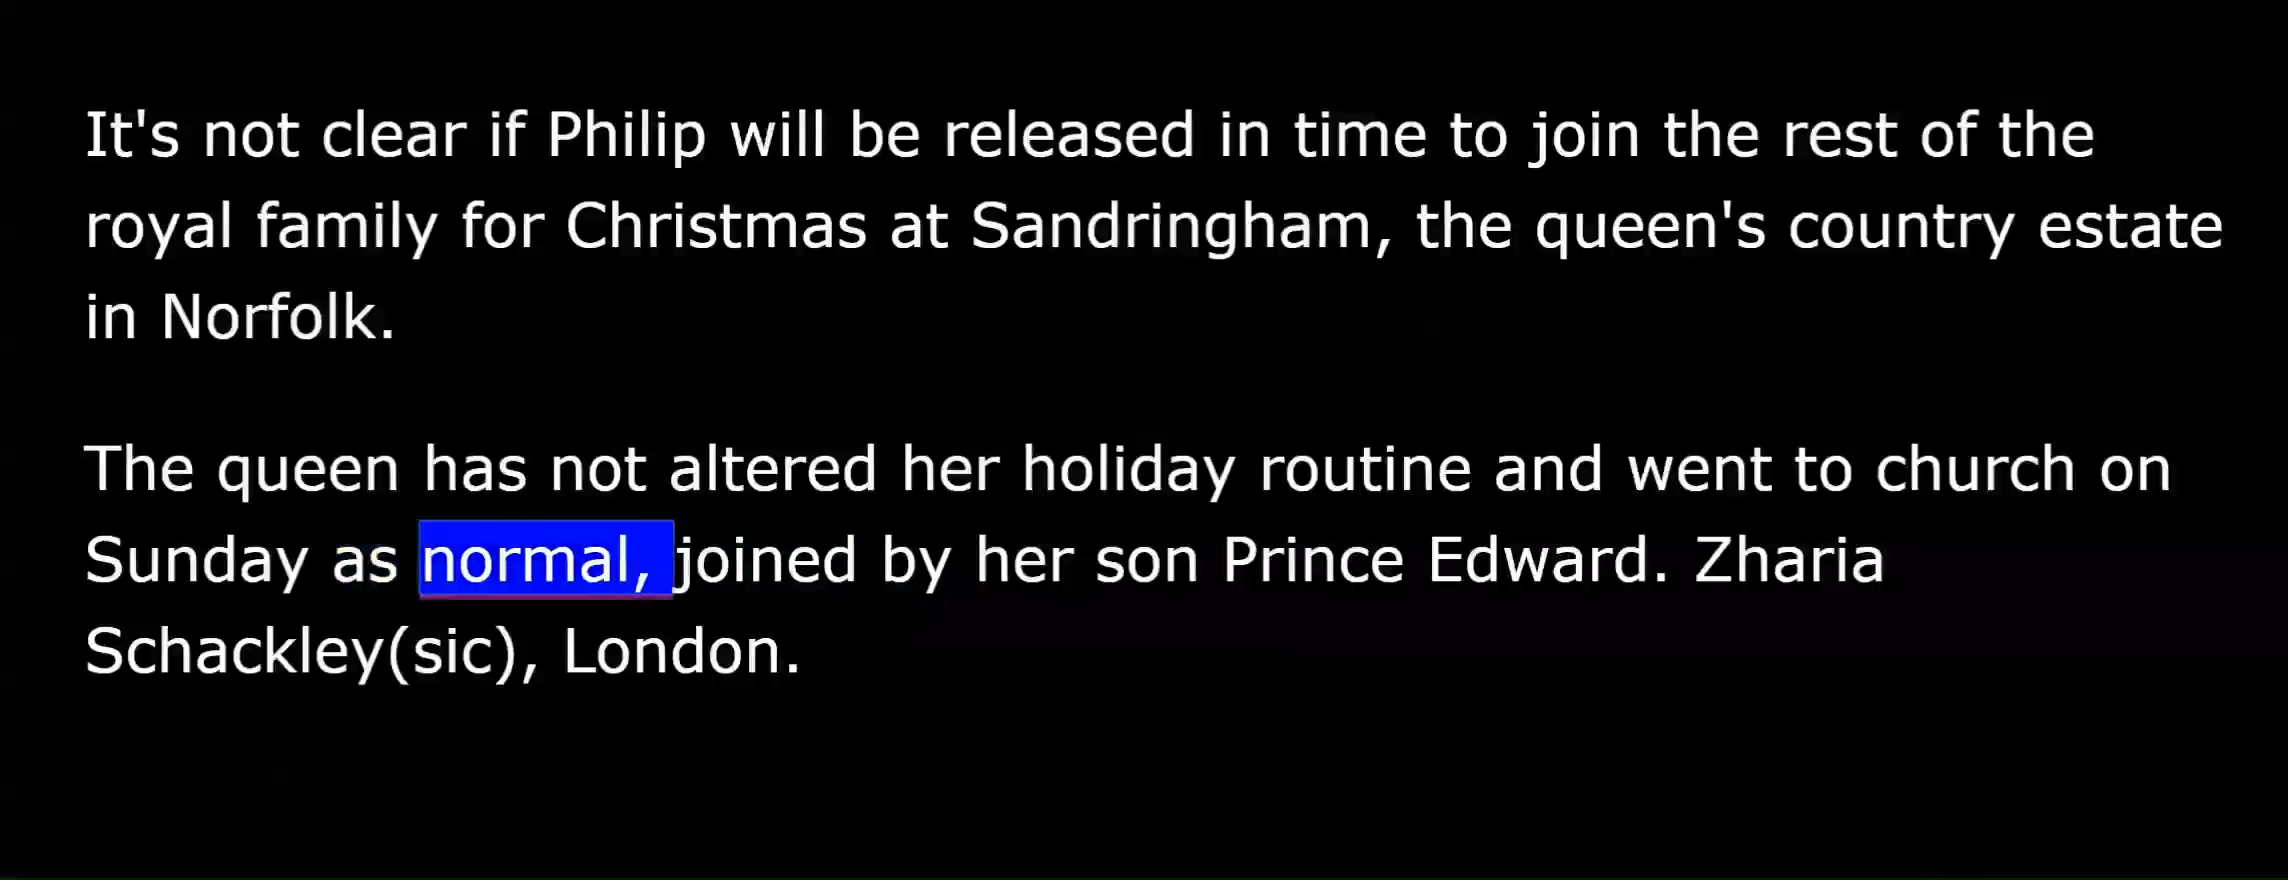 It's not clear if Philip will be released in time to join the rest of the
royal family for Christmas at Sandringham, the queen's country estate
in Norfolk.
The queen has not altered her holiday routine and went to church on
Sunday as normal, joined by her son Prince Edward. Zharia
Schackley(sic), London.